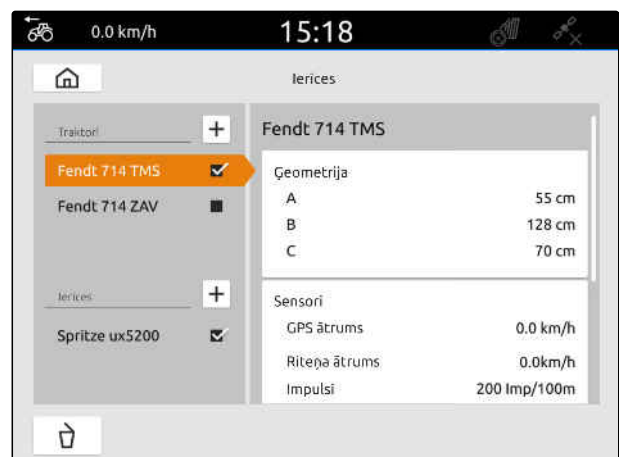 0.0 km/h 15:18
Ierīces
Traktori
Fendt 714 TMS
Fendt 714 ZAV
Ierīces
Spritze ux5200
Fendt 714 TMS
Ģeometrija
A 55 cm
B 128 cm
C 70 cm
Sensori
GPS ātrums 0.0 km/h
Riteņa ātrums 0.0km/h
Impulsi 200 Imp/100m